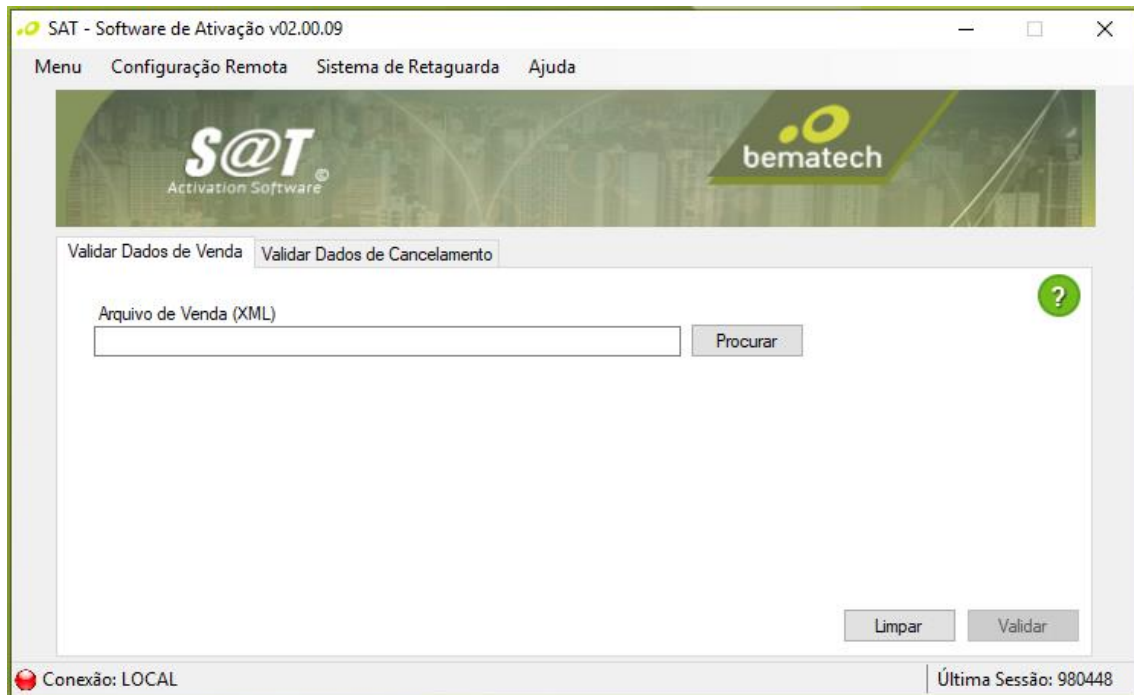 SAT - Software de Ativação v02.00.09
Menu Configuração Remota Sistema de Retaguarda Ajuda
S@T
©
Activation Software
bematech
Validar Dados de Venda Validar Dados de Cancelamento
?
Arquivo de Venda (XML)
Procurar
Limpar Validar
Conexão: LOCAL Última Sessão: 980448